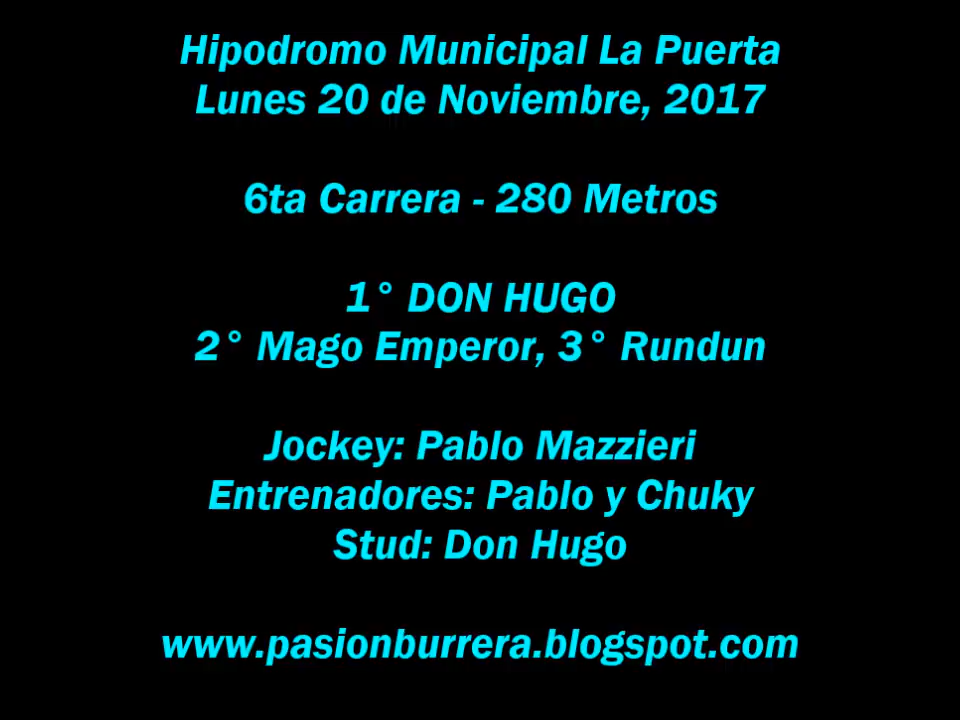 Hipodromo Municipal La Puerta
Lunes 20 de Noviembre, 2017
6ta Carrera - 280 Metros
1° DON HUGO
2° Mago Emperor, 3° Rundun
Jockey: Pablo Mazzieri
Entrenadores: Pablo y Chuky
Stud: Don Hugo
www.pasionburrera.blogspot.com